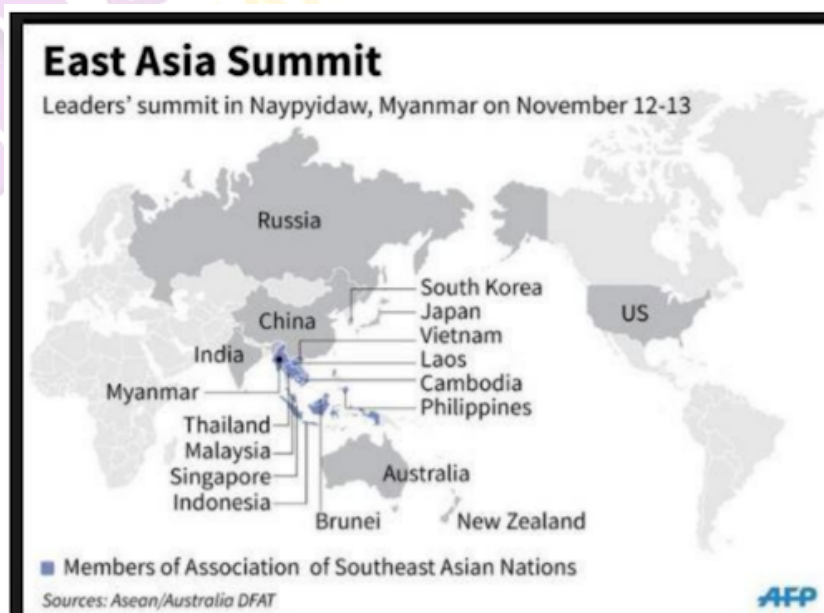 East Asia Summit
Leaders' summit in Naypyidaw, Myanmar on November 12-13
Russia
South Korea
Japan
China
US
Vietnam
India
Laos
Cambodia
Myanmar
Philippines
Thailand
Malaysia
Singapore
Australia
Indonesia
Brunei
New Zealand
Members of Association of Southeast Asian Nations
Sources: Asean/Australia DFAT
AFP